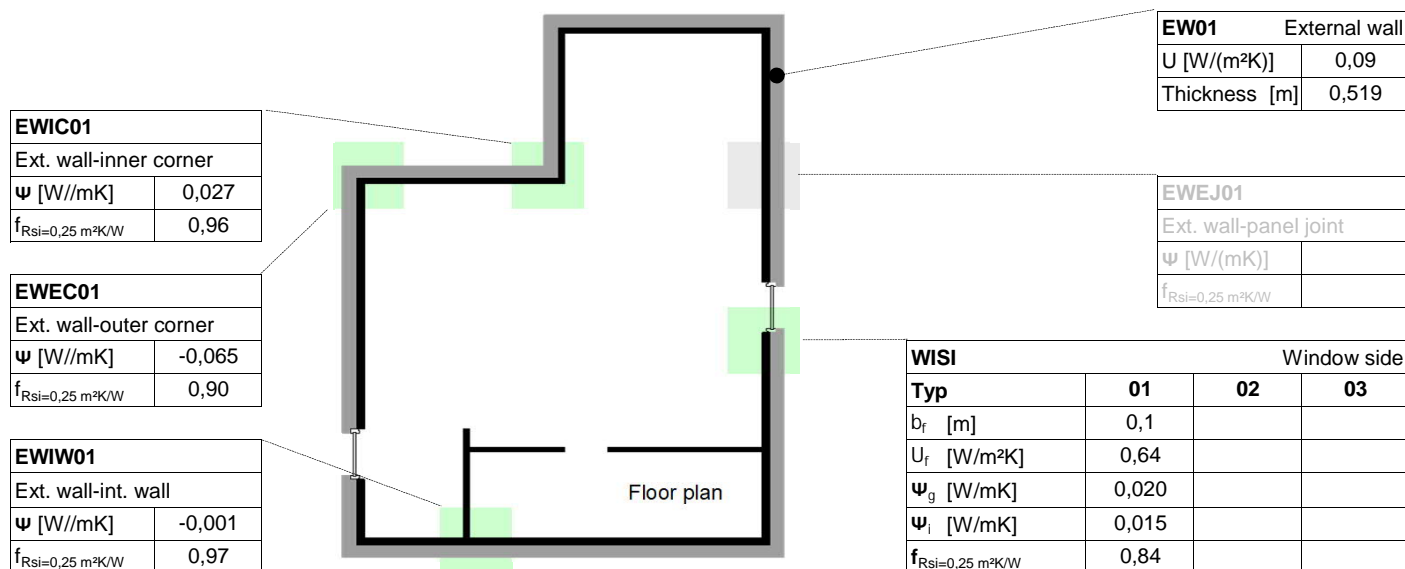 EW01 External wall
U [W/(m²K)] 0,09
Thickness [m] 0,519
EWIC01
Ext. wall-inner corner
Ψ [W//mK] 0,027
fRsi=0,25 m²K/W 0,96
EWEJ01
Ext. wall-panel joint
Ψ [W/(mK)]
fRsi=0,25 m²K/W
EWEC01
Ext. wall-outer corner
Ψ [W//mK] -0,065
fRsi=0,25 m²K/W 0,90
WISI Window side
Typ 01 02 03
bf [m] 0,1
Uf [W/m²K] 0,64
Ψg [W/mK] 0,020
Ψi [W/mK] 0,015
fRsi=0,25 m²K/W 0,84
EWIW01
Ext. wall-int. wall
Ψ [W//mK] -0,001
fRsi=0,25 m²K/W 0,97
Floor plan